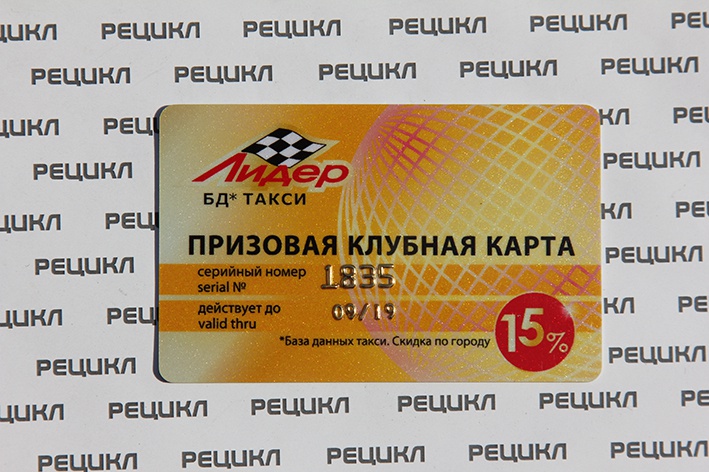 РЕЦИКЛ РЕЦИКЛ РЕЦИКЛ РЕЦИКЛ
РЕЦИКЛ РЕЦИКЛ РЕЦИКЛ РЕЦИКЛ РЕЦИКЛ
Лидер
БД* ТАКСИ
ПРИЗОВАЯ КЛУБНАЯ КАРТА
серийный номер
serial №
1835
действует до
valid thru
09/19
15%
*База данных такси. Скидка по городу
РЕЦИКЛ РЕЦИКЛ РЕЦИКЛ РЕЦИКЛ
РЕЦИКЛ РЕЦИКЛ РЕЦИКЛ РЕЦИКЛ РЕЦИКЛ